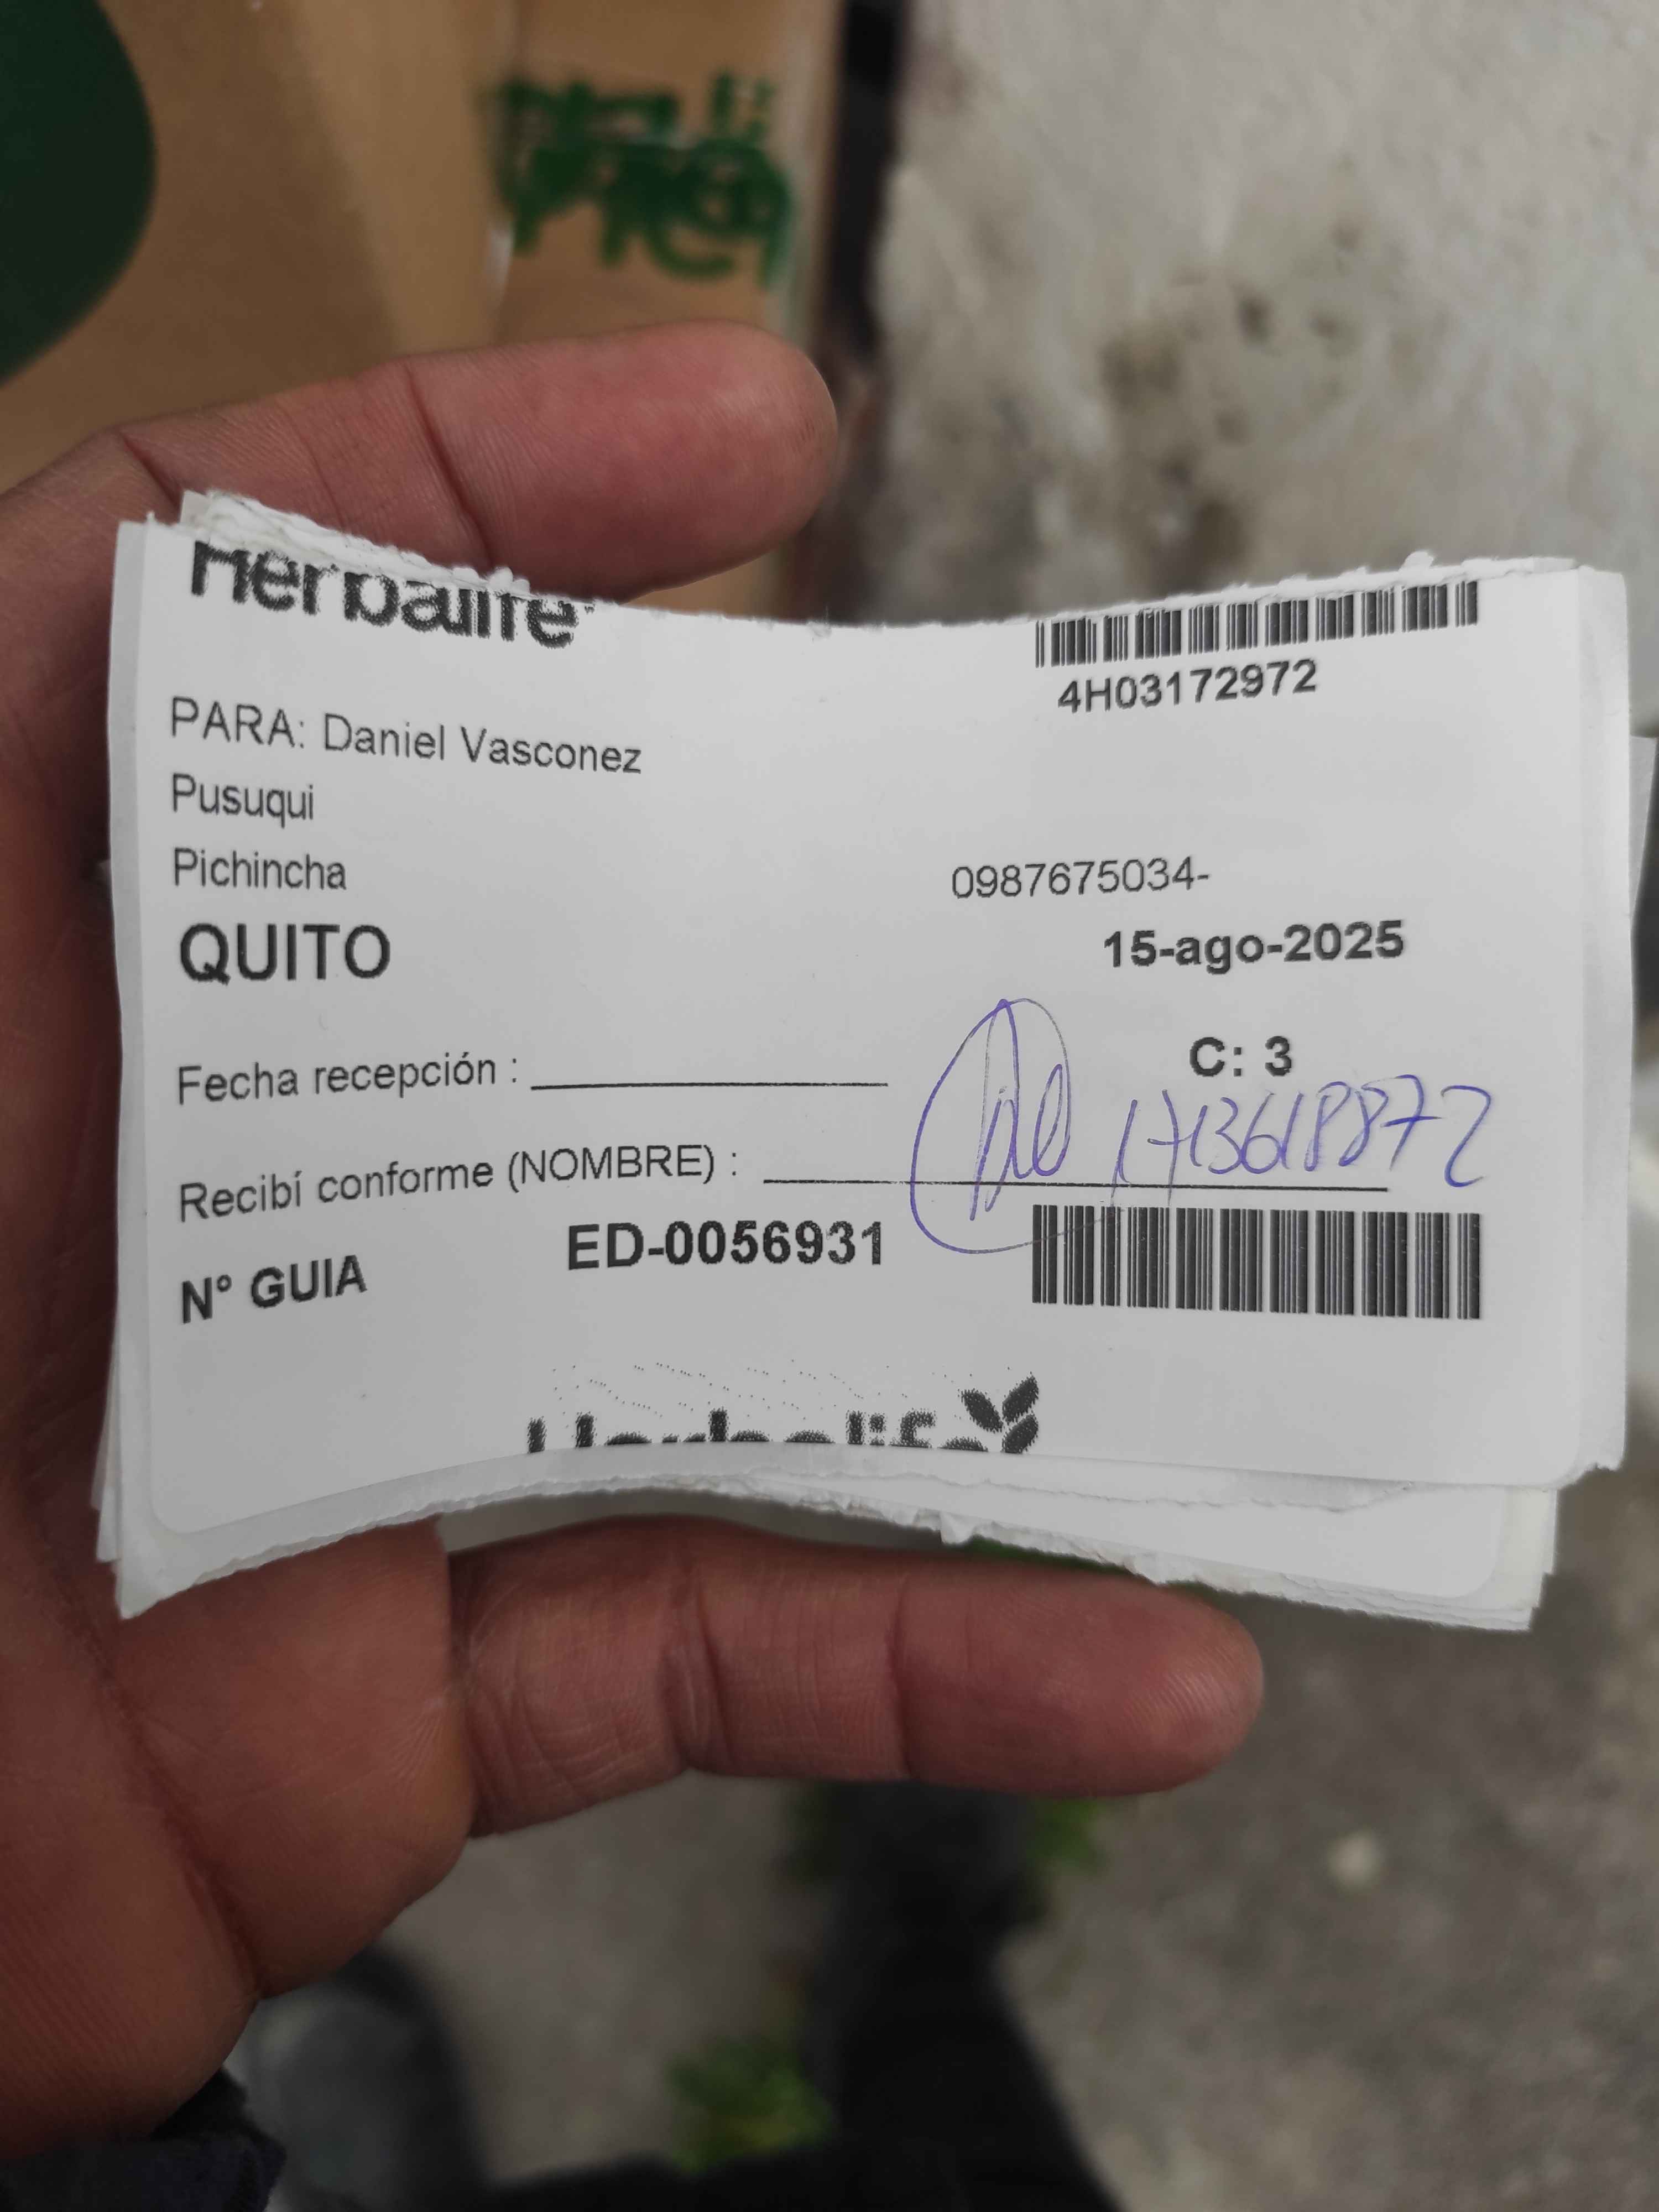 Herbalife
4H03172972
PARA: Daniel Vasconez
Pusuqui
Pichincha
0987675034-
QUITO
15-ago-2025
C: 3
Fecha recepción :
1713618872
Recibí conforme (NOMBRE) :
N° GUIA
ED-0056931
Herbalife